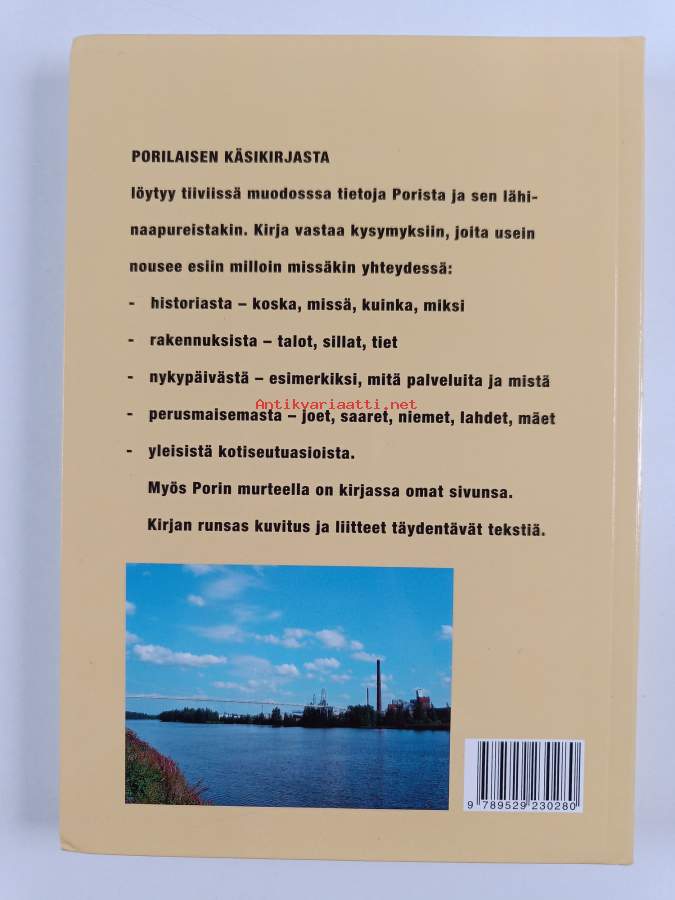 PORILAISEN KÄSIKIRJASTA
löytyy tiiviissä muodosssa tietoja Porista ja sen lähi-
naapureistakin. Kirja vastaa kysymyksiin, joita usein
nousee esiin milloin missäkin yhteydessä:
- historiasta – koska, missä, kuinka, miksi
- rakennuksista – talot, sillat, tiet
- nykypäivästä – esimerkiksi, mitä palveluita ja mistä
Antikvariaatti.net
- perusmaisemasta – joet, saaret, niemet, lahdet, mäet
- yleisistä kotiseutuasioista.
Myös Porin murteella on kirjassa omat sivunsa.
Kirjan runsas kuvitus ja liitteet täydentävät tekstiä.
9 789529 230280